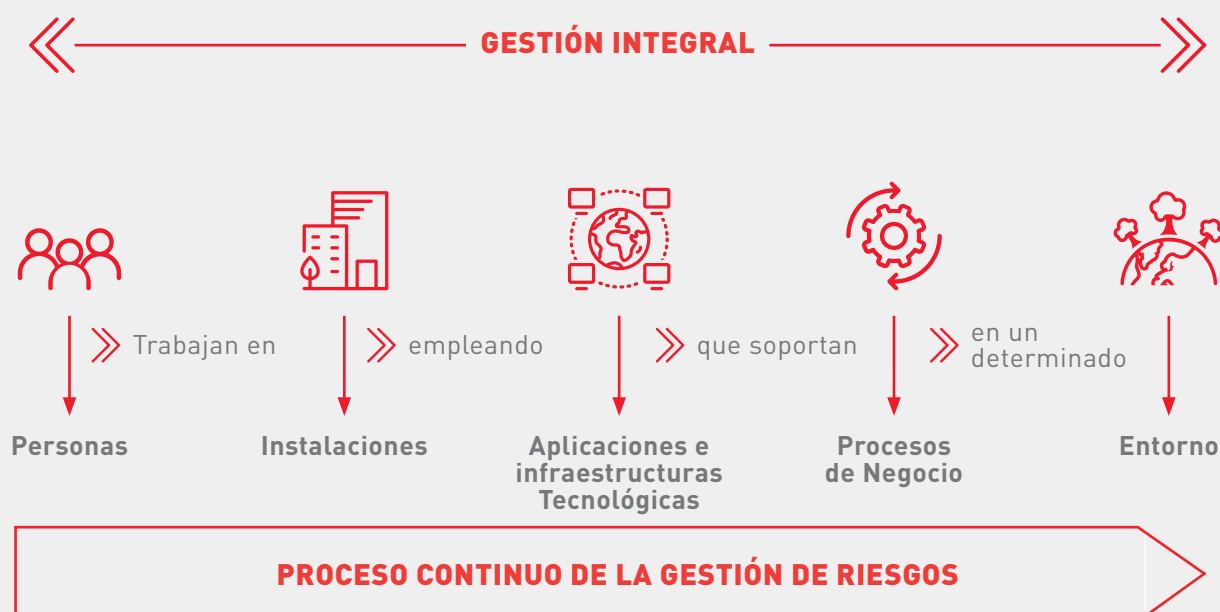 GESTIÓN INTEGRAL
Trabajan en
empleando
que soportan
en un
determinado
Personas
Instalaciones
Aplicaciones e
infraestructuras
Tecnológicas
Procesos
de Negocio
Entorno
PROCESO CONTINUO DE LA GESTIÓN DE RIESGOS